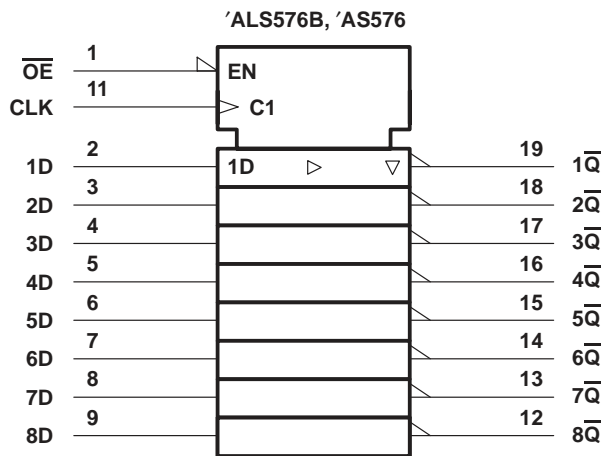 ′ALS576B, ′AS576
O̅E̅ 1 EN
CLK 11 C1
1D 2 1D 19 1Q̅
2D 3 18 2Q̅
3D 4 17 3Q̅
4D 5 16 4Q̅
5D 6 15 5Q̅
6D 7 14 6Q̅
7D 8 13 7Q̅
8D 9 12 8Q̅